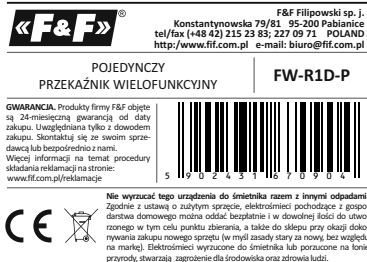 «F&F»®
F&F Filipowski sp. j.
Konstantynowska 79/81 95-200 Pabianice
tel/fax (+48 42) 215 23 83; 227 09 71 POLAND
http:/www.fif.com.pl e-mail: biuro@fif.com.pl
POJEDYNCZY
PRZEKAŹNIK WIELOFUNKCYJNY
FW-R1D-P
GWARANCJA. Produkty firmy F&F objęte
są 24-miesięczną gwarancją od daty
zakupu. Uwzględniana tylko z dowodem
zakupu. Skontaktuj się ze swoim sprze-
dawcą lub bezpośrednio z nami.
Więcej informacji na temat procedury
składania reklamacji na stronie:
www.fif.com.pl/reklamacje
5 902431 670904
Nie wyrzucać tego urządzenia do śmietnika razem z innymi odpadami
Zgodnie z ustawą o zużytym sprzęcie, elektrośmieci pochodzące z gospo
darstwa domowego można oddać bezpłatnie i w dowolnej ilości do utwo
rzonego w tym celu punktu zbierania, a także do sklepu przy okazji doko
nywania zakupu nowego sprzętu (w myśl zasady stary za nowy, bez względu
na markę). Elektrośmieci wyrzucone do śmietnika lub porzucone na łonie
przyrody, stwarzają zagrożenie dla środowiska oraz zdrowia ludzi.
CE